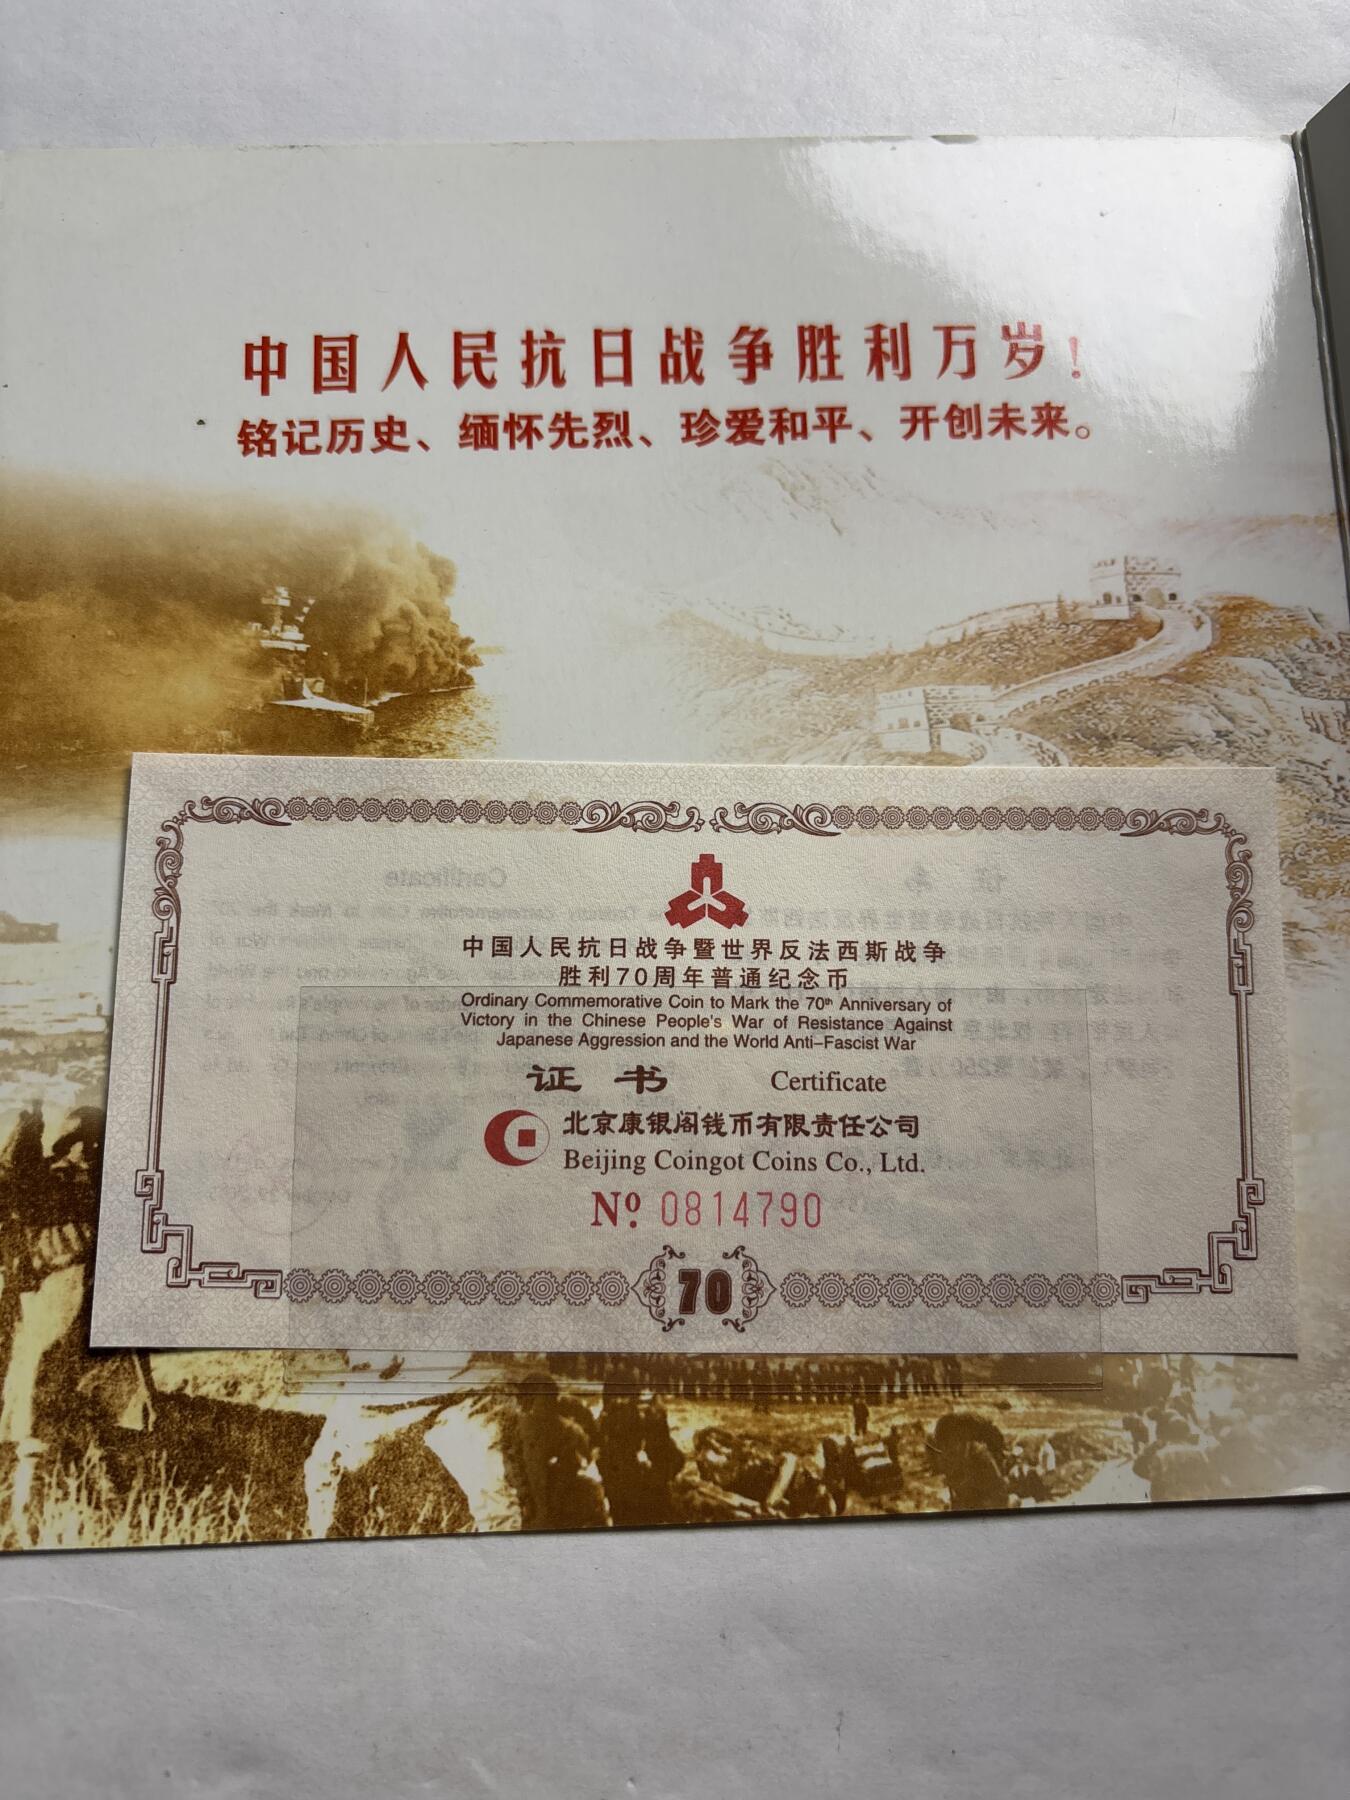 中国人民抗日战争胜利万岁！
铭记历史、缅怀先烈、珍爱和平、开创未来。
中国人民抗日战争暨世界反法西斯战争
胜利70周年普通纪念币
Ordinary Commemorative Coin to Mark the 70th Anniversary of
Victory in the Chinese People's War of Resistance Against
Japanese Aggression and the World Anti-Fascist War
证书 Certificate
北京康银阁钱币有限责任公司
Beijing Coingot Coins Co., Ltd.
Nº. 0814790
70